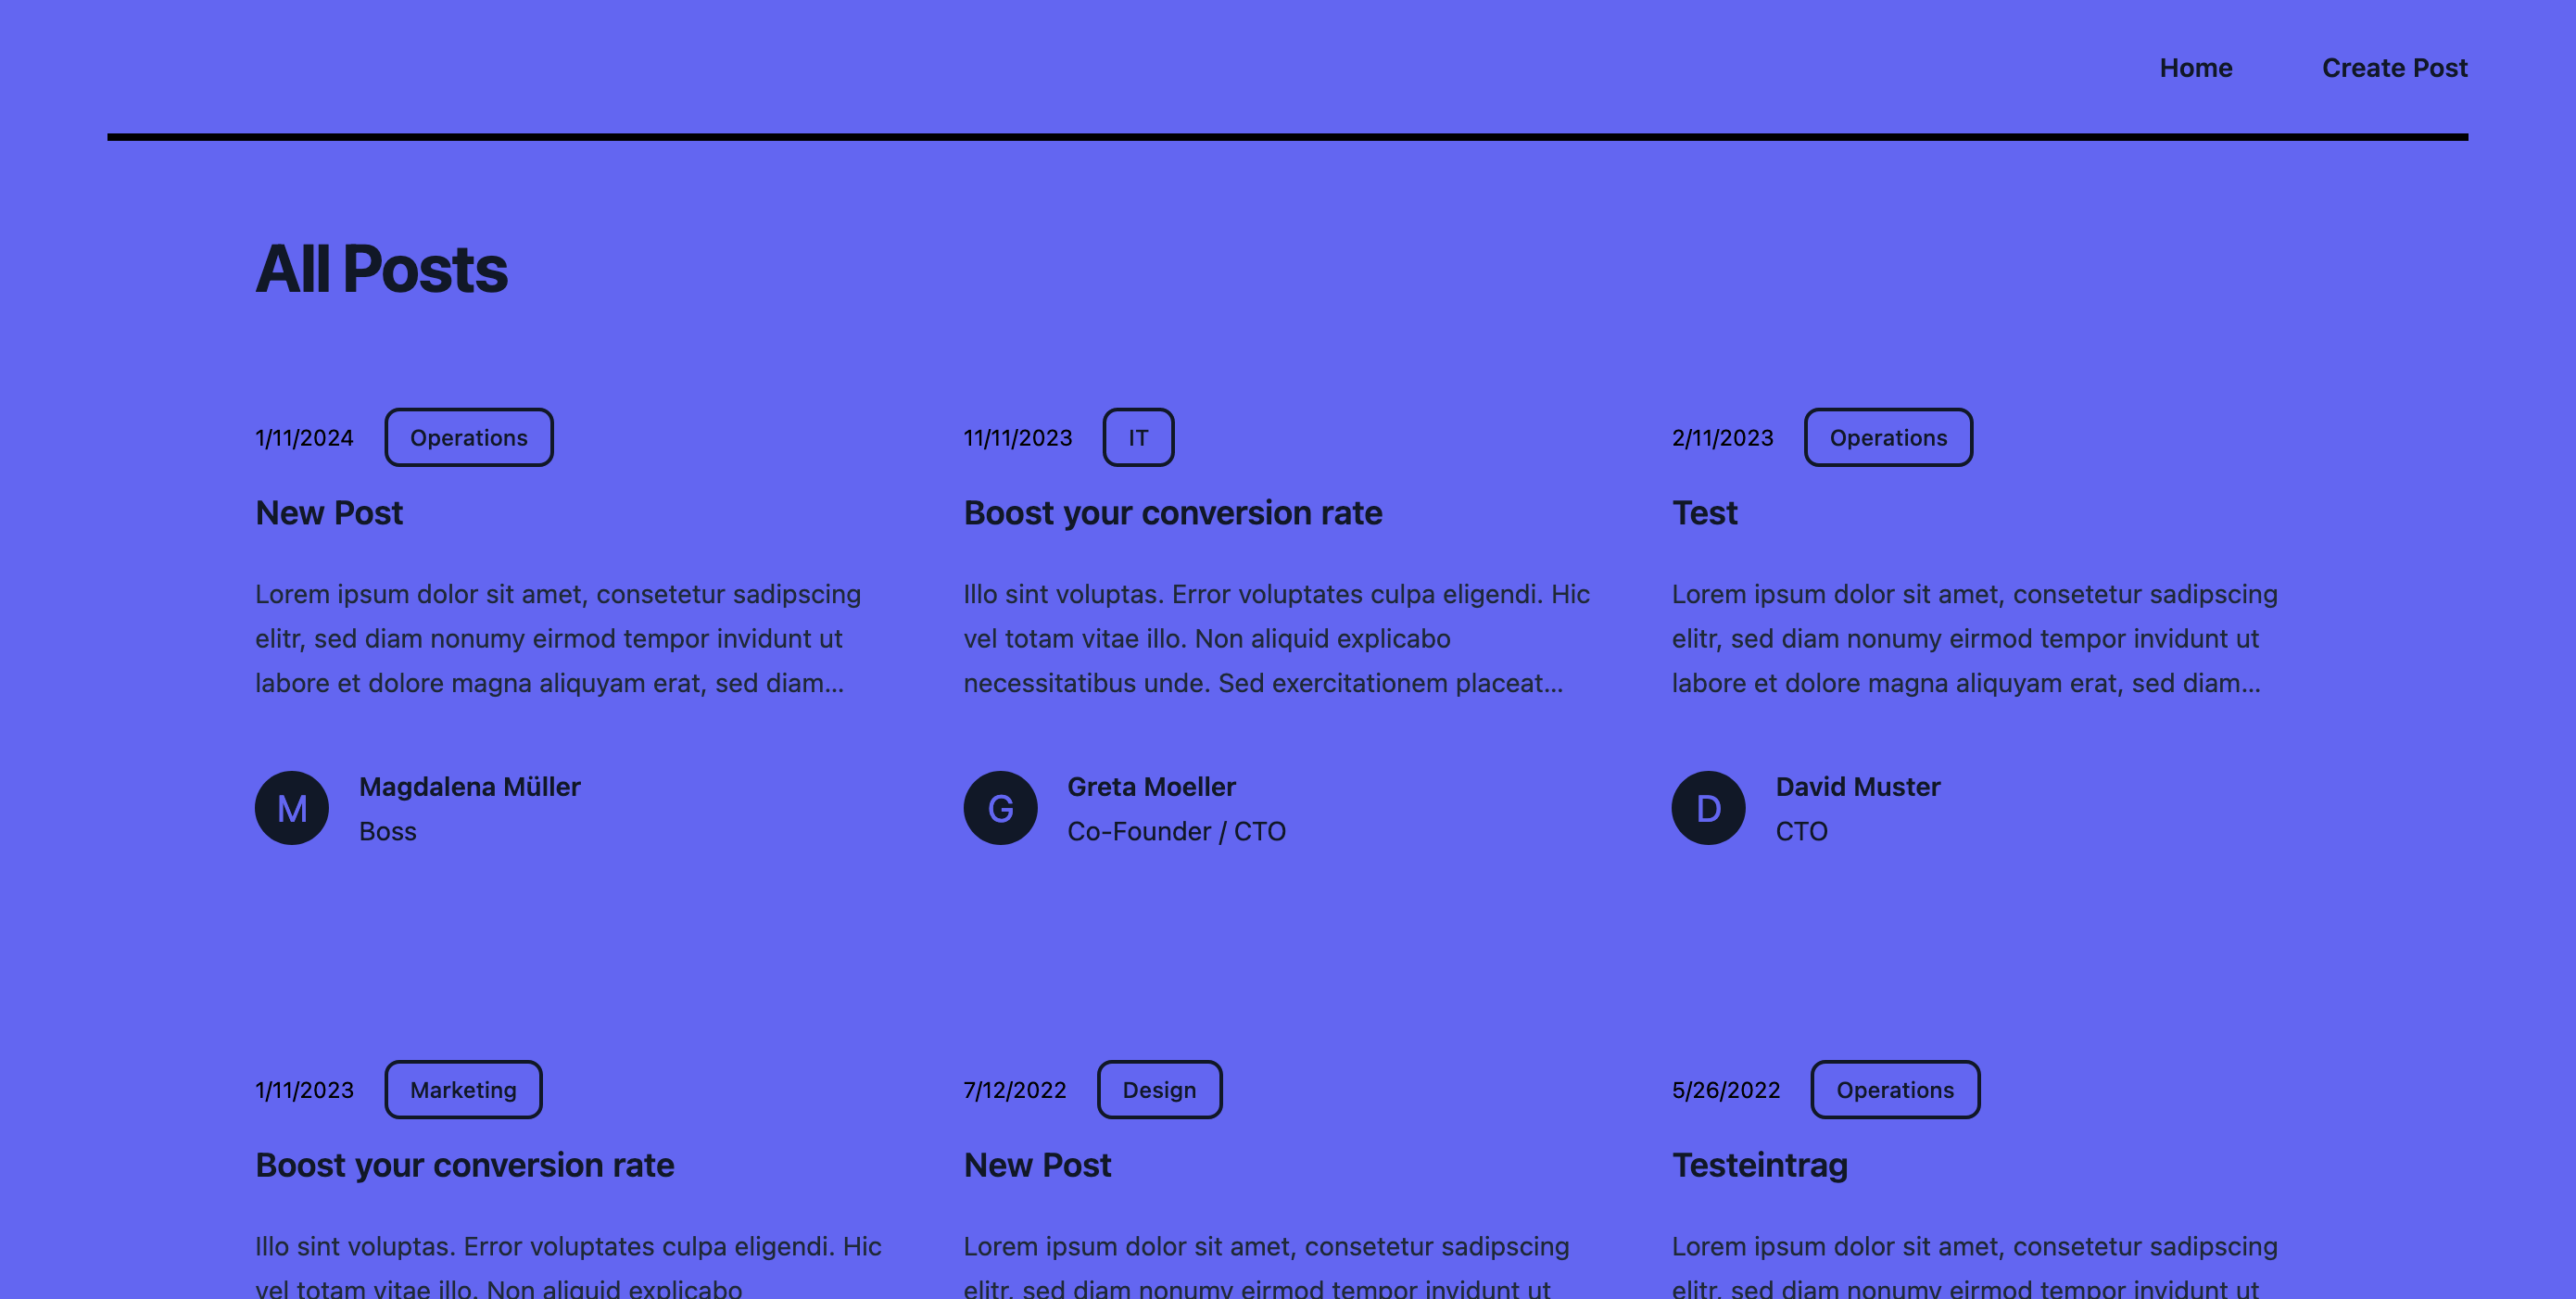 Home Create Post
All Posts
1/11/2024 Operations
New Post
Lorem ipsum dolor sit amet, consetetur sadipscing
elitr, sed diam nonumy eirmod tempor invidunt ut
labore et dolore magna aliquyam erat, sed diam...
M
Magdalena Müller
Boss
11/11/2023 IT
Boost your conversion rate
Illo sint voluptas. Error voluptates culpa eligendi. Hic
vel totam vitae illo. Non aliquid explicabo
necessitatibus unde. Sed exercitationem placeat...
G
Greta Moeller
Co-Founder / CTO
2/11/2023 Operations
Test
Lorem ipsum dolor sit amet, consetetur sadipscing
elitr, sed diam nonumy eirmod tempor invidunt ut
labore et dolore magna aliquyam erat, sed diam...
D
David Muster
CTO
1/11/2023 Marketing
Boost your conversion rate
Illo sint voluptas. Error voluptates culpa eligendi. Hic
vel totam vitae illo. Non aliquid explicabo
7/12/2022 Design
New Post
Lorem ipsum dolor sit amet, consetetur sadipscing
elitr, sed diam nonumy eirmod tempor invidunt ut
5/26/2022 Operations
Testeintrag
Lorem ipsum dolor sit amet, consetetur sadipscing
elitr, sed diam nonumy eirmod tempor invidunt ut